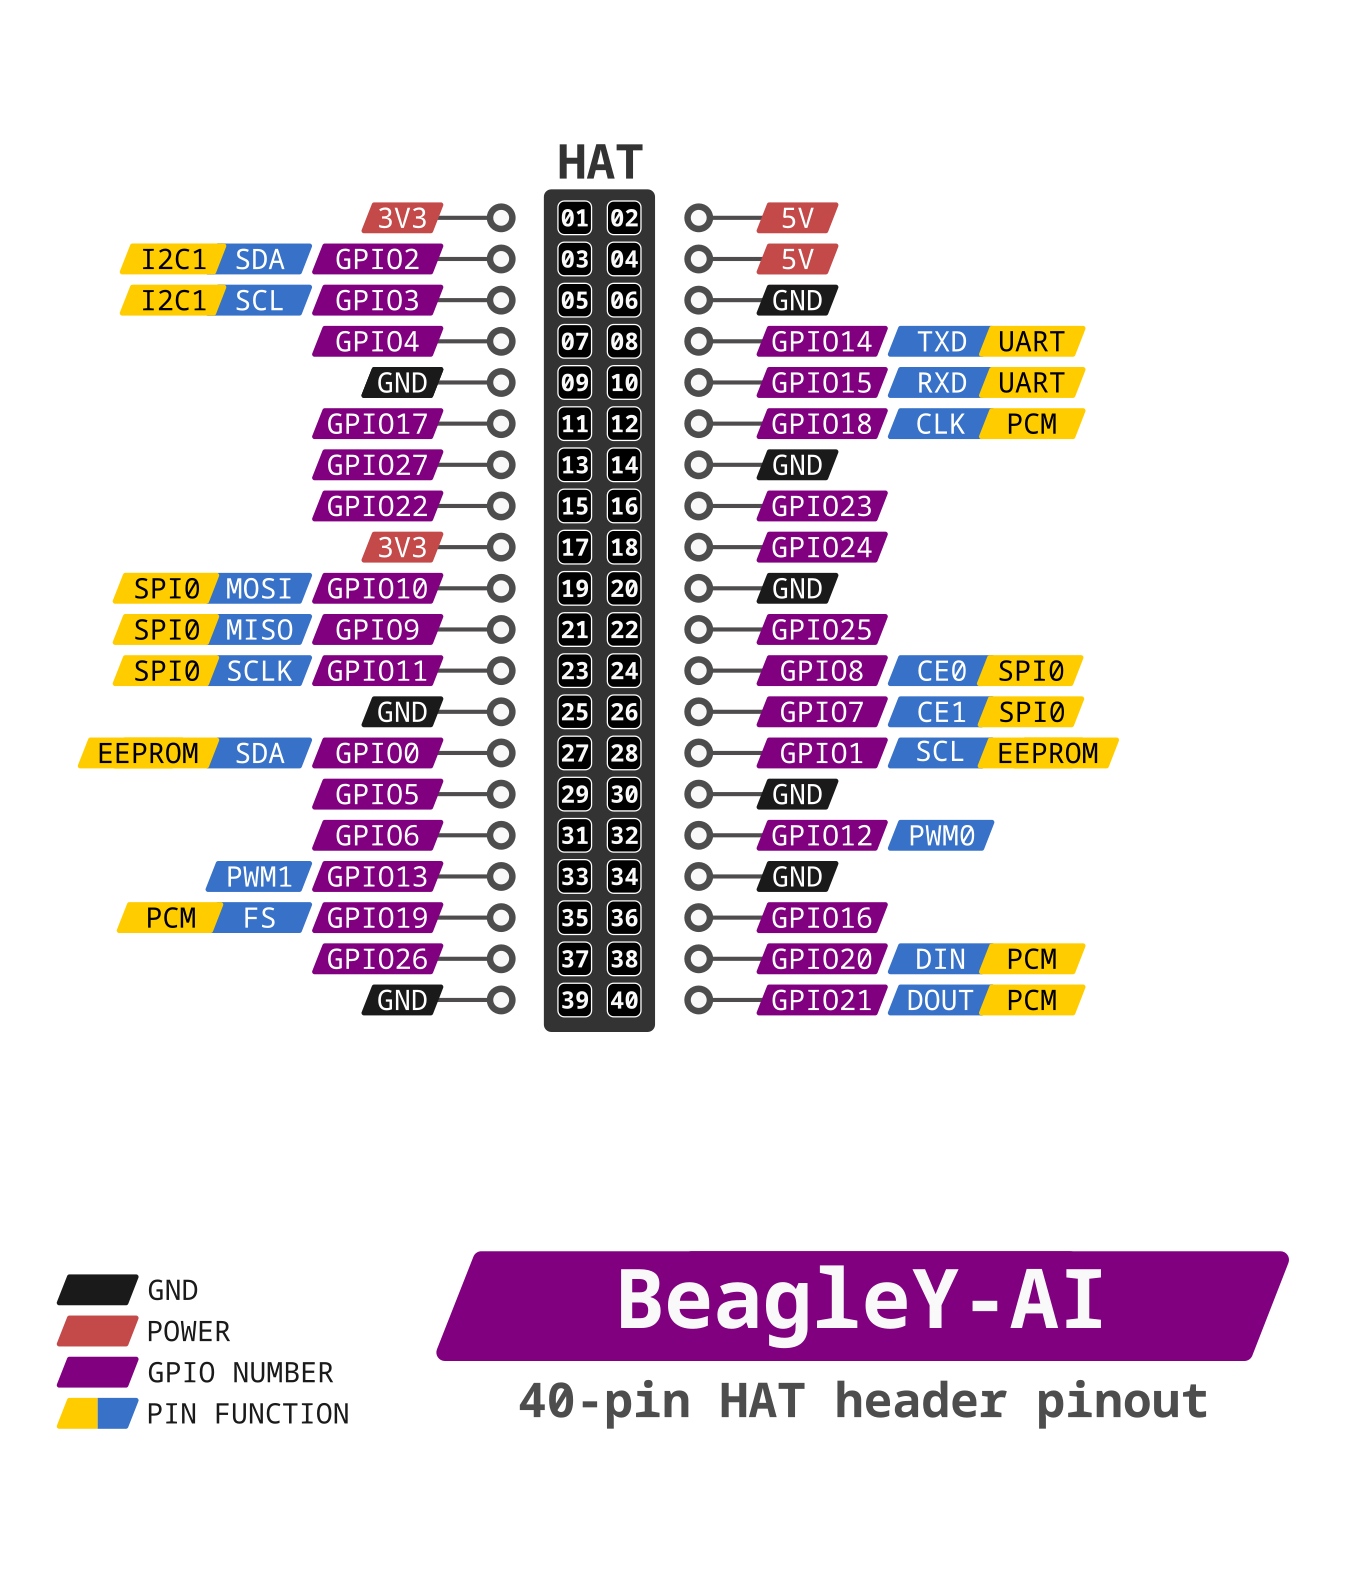 HAT
3V3 01 02 5V
I2C1 SDA GPIO2 03 04 5V
I2C1 SCL GPIO3 05 06 GND
GPIO4 07 08 GPIO14 TXD UART
GND 09 10 GPIO15 RXD UART
GPIO17 11 12 GPIO18 CLK PCM
GPIO27 13 14 GND
GPIO22 15 16 GPIO23
3V3 17 18 GPIO24
SPI0 MOSI GPIO10 19 20 GND
SPI0 MISO GPIO9 21 22 GPIO25
SPI0 SCLK GPIO11 23 24 GPIO8 CE0 SPI0
GND 25 26 GPIO7 CE1 SPI0
EEPROM SDA GPIO0 27 28 GPIO1 SCL EEPROM
GPIO5 29 30 GND
GPIO6 31 32 GPIO12 PWM0
PWM1 GPIO13 33 34 GND
PCM FS GPIO19 35 36 GPIO16
GPIO26 37 38 GPIO20 DIN PCM
GND 39 40 GPIO21 DOUT PCM
GND
POWER
GPIO NUMBER
PIN FUNCTION
BeagleY-AI
40-pin HAT header pinout